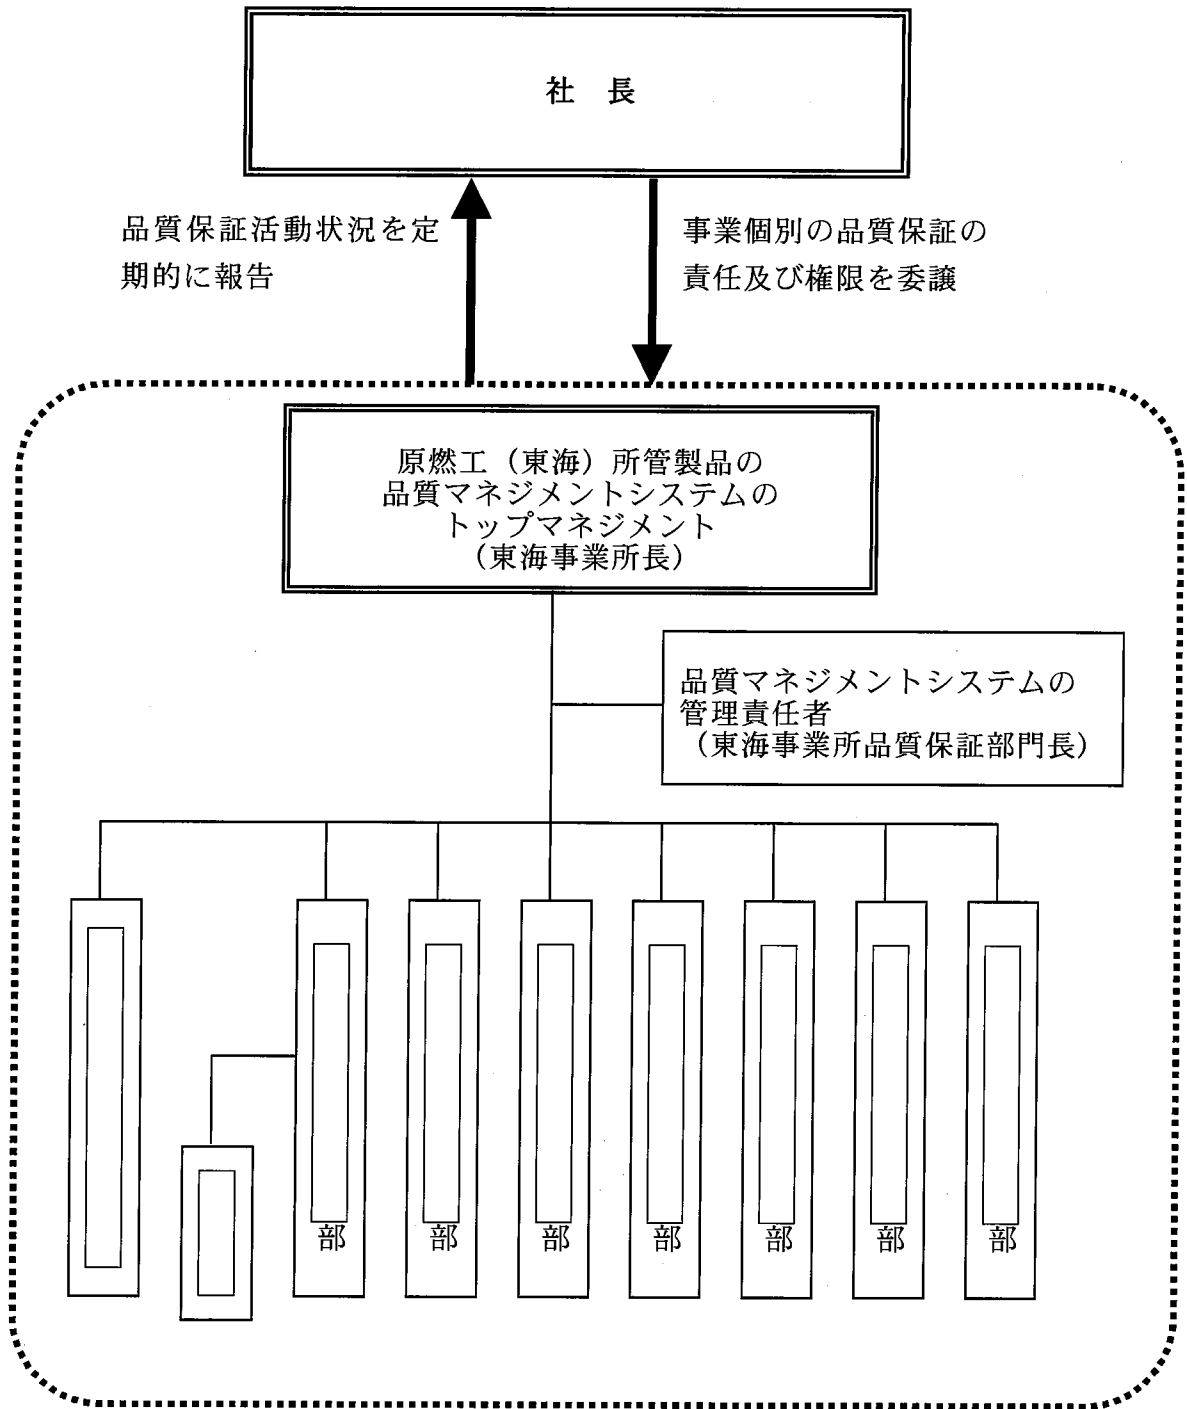 社 長
品質保証活動状況を定
期的に報告
事業個別の品質保証の
責任及び権限を委譲
原燃工（東海）所管製品の
品質マネジメントシステムの
トップマネジメント
（東海事業所長）
品質マネジメントシステムの
管理責任者
（東海事業所品質保証部門長）
部
部
部
部
部
部
部